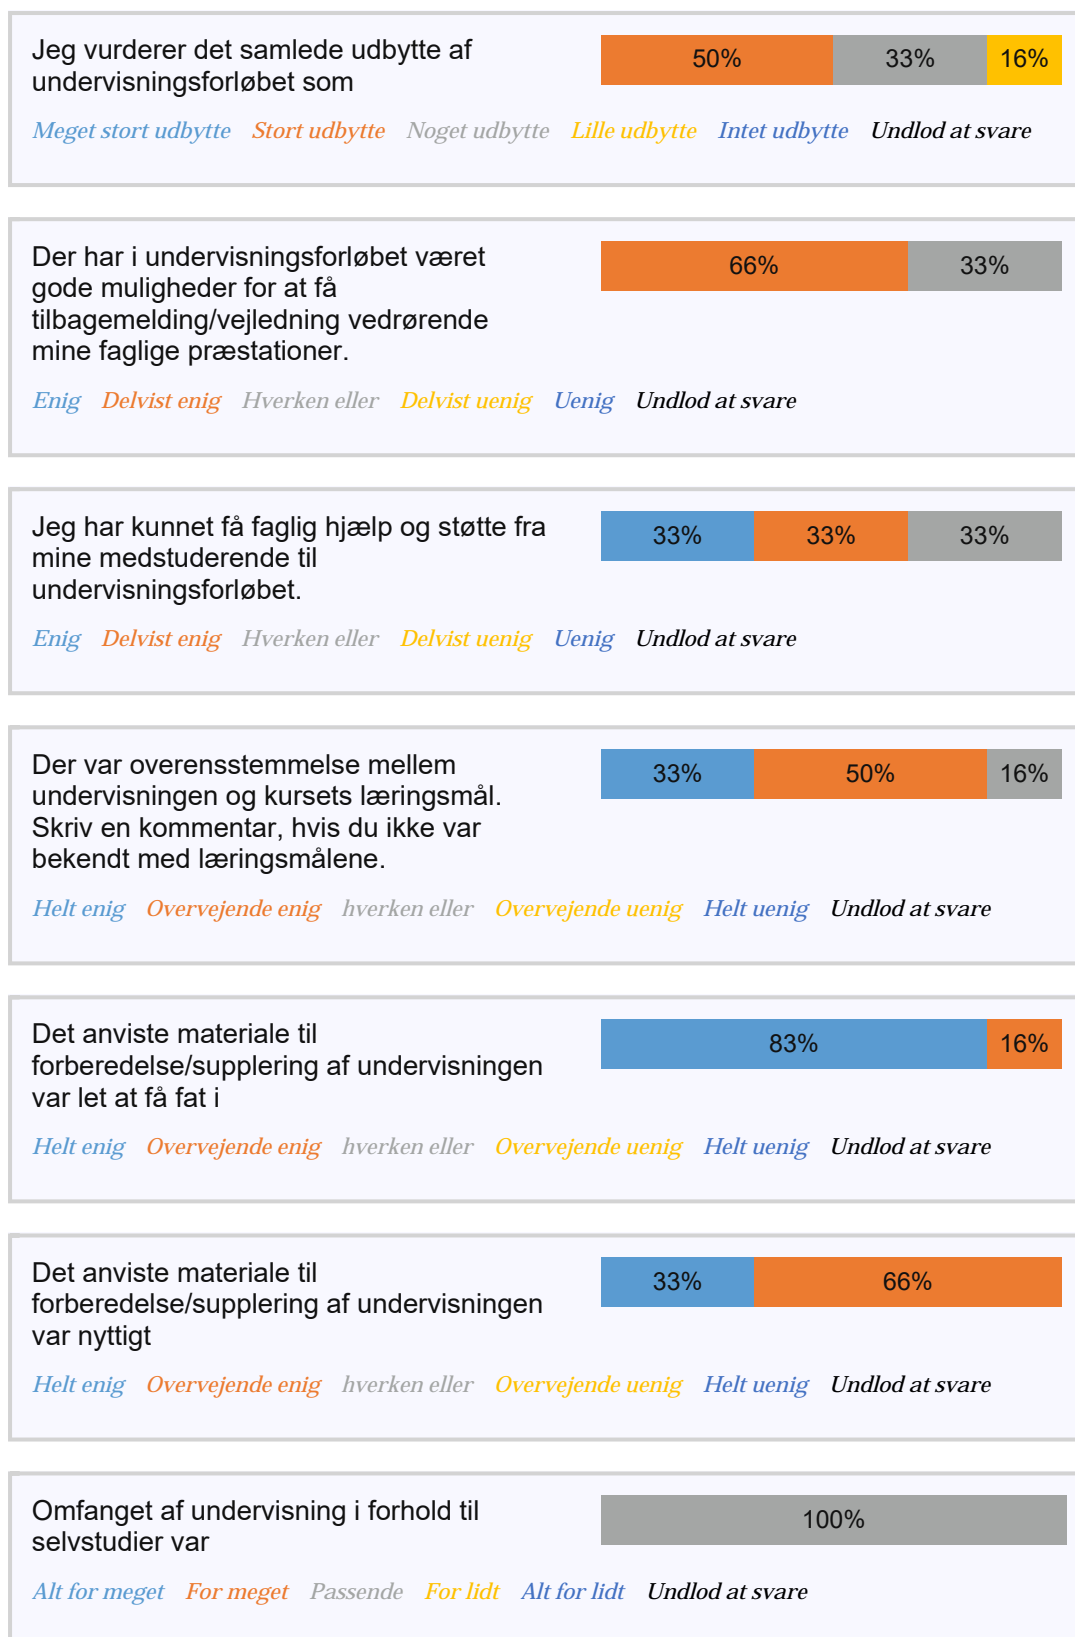 Jeg vurderer det samlede udbytte af
undervisningsforløbet som
50% 33% 16%
Meget stort udbytte Stort udbytte Noget udbytte Lille udbytte Intet udbytte Undlod at svare
Der har i undervisningsforløbet været
gode muligheder for at få
tilbagemelding/vejledning vedrørende
mine faglige præstationer.
66% 33%
Enig Delvist enig Hverken eller Delvist uenig Uenig Undlod at svare
Jeg har kunnet få faglig hjælp og støtte fra
mine medstuderende til
undervisningsforløbet.
33% 33% 33%
Enig Delvist enig Hverken eller Delvist uenig Uenig Undlod at svare
Der var overensstemmelse mellem
undervisningen og kursets læringsmål.
Skriv en kommentar, hvis du ikke var
bekendt med læringsmålene.
33% 50% 16%
Helt enig Overvejende enig hverken eller Overvejende uenig Helt uenig Undlod at svare
Det anviste materiale til
forberedelse/supplering af undervisningen
var let at få fat i
83% 16%
Helt enig Overvejende enig hverken eller Overvejende uenig Helt uenig Undlod at svare
Det anviste materiale til
forberedelse/supplering af undervisningen
var nyttigt
33% 66%
Helt enig Overvejende enig hverken eller Overvejende uenig Helt uenig Undlod at svare
Omfanget af undervisning i forhold til
selvstudier var
100%
Alt for meget For meget Passende For lidt Alt for lidt Undlod at svare